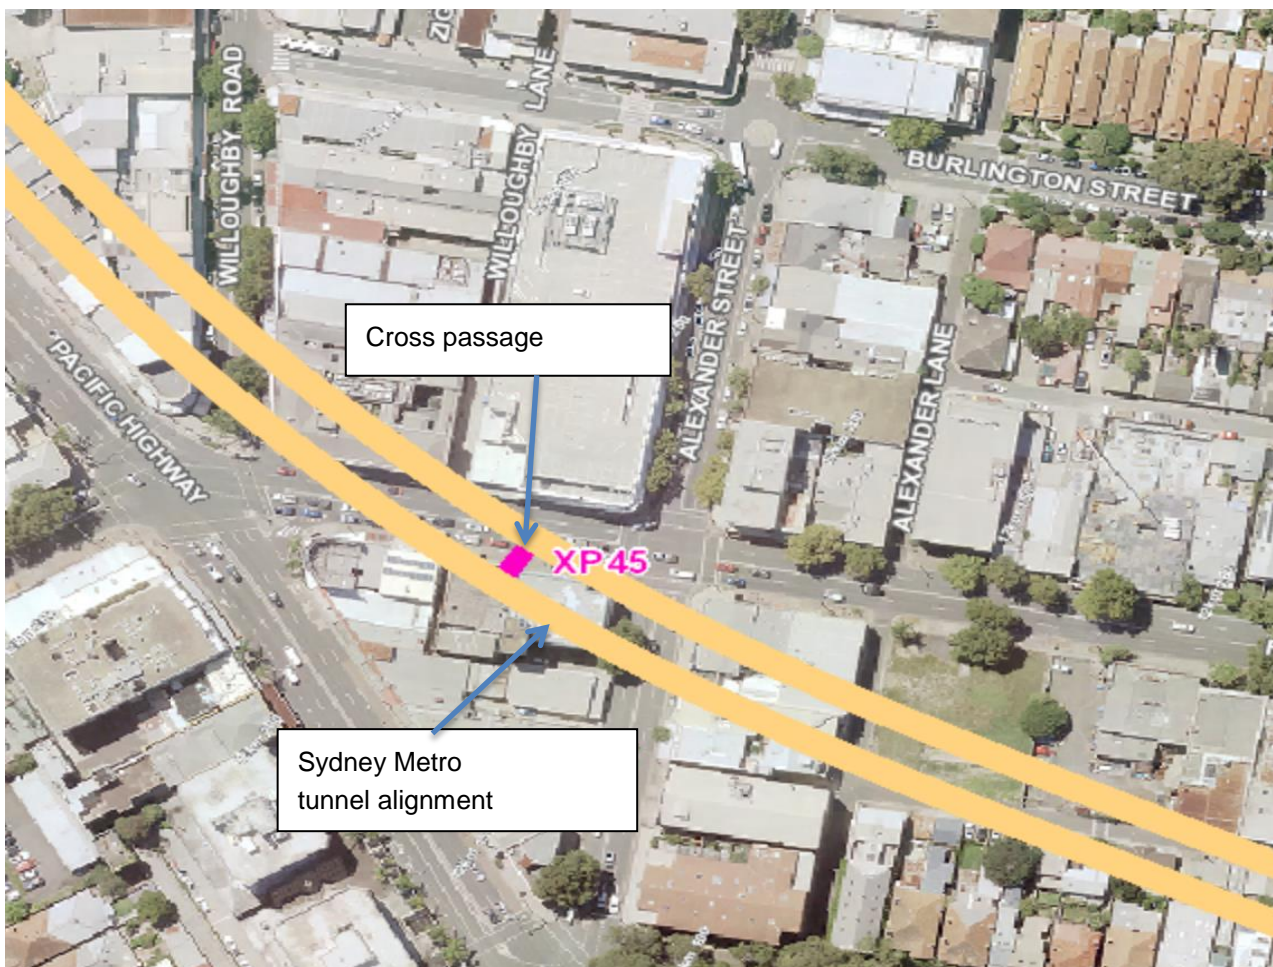 ZIG
WILLOUGHBY ROAD
WILLOUGHBY LANE
BURLINGTON STREET
ALEXANDER STREET
Cross passage
PACIFIC HIGHWAY
ALEXANDER LANE
XP 45
Sydney Metro
tunnel alignment